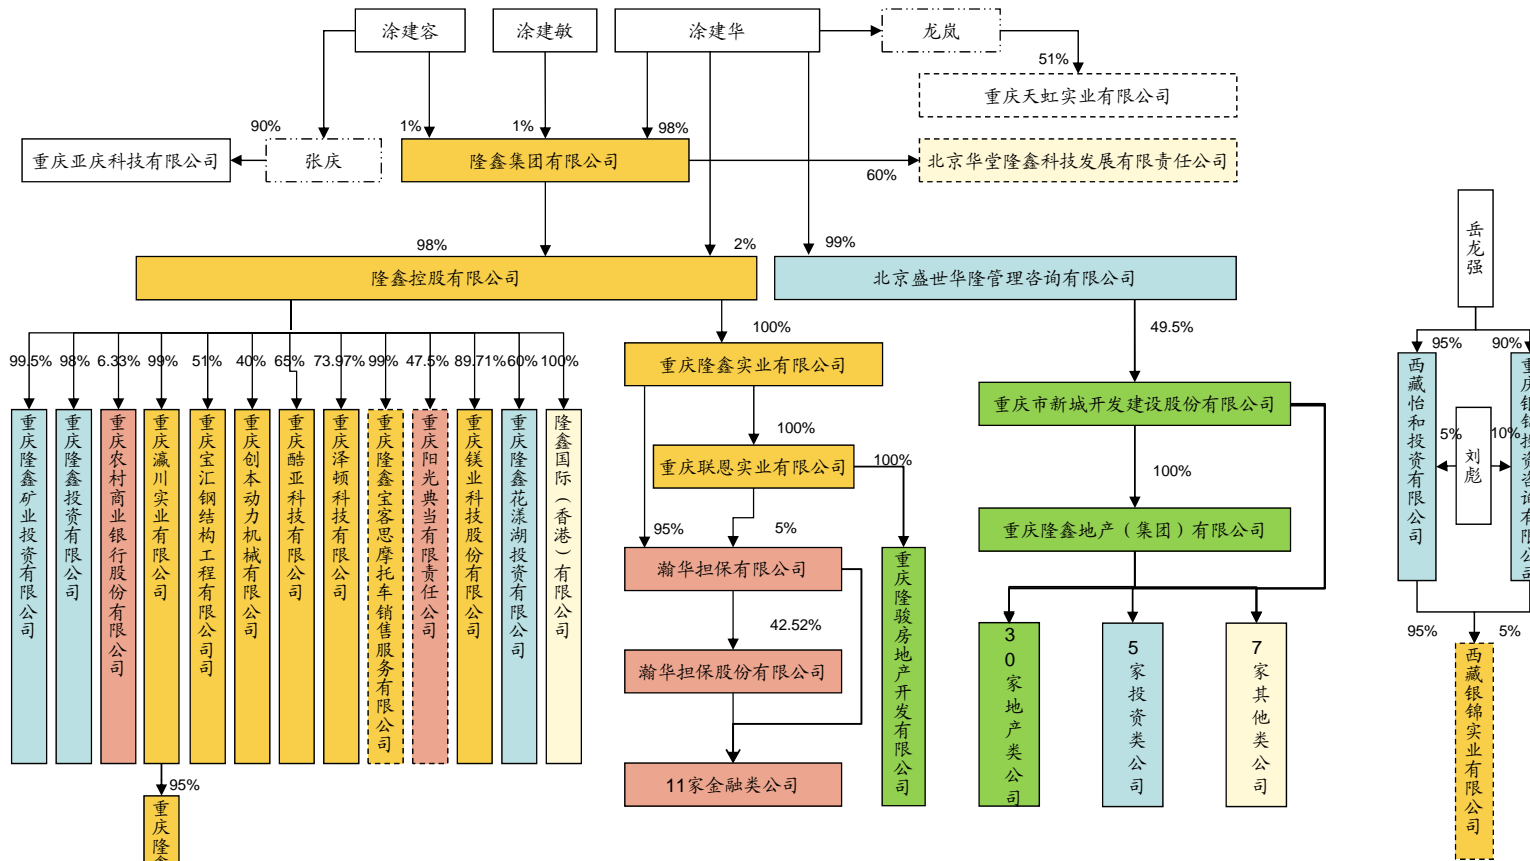 涂建容
涂建敏
涂建华
龙岚
51%
重庆天虹实业有限公司
90%
1%
1%
98%
重庆亚庆科技有限公司
张庆
隆鑫集团有限公司
北京华堂隆鑫科技发展有限责任公司
60%
98%
2%
99%
隆鑫控股有限公司
北京盛世华隆管理咨询有限公司
岳龙强
100%
49.5%
95%
90%
99.5%
98%
6.33%
99%
51%
40%
65%
73.97%
99%
47.5%
89.71%
60%
100%
重庆隆鑫实业有限公司
重庆市新城开发建设股份有限公司
重庆隆鑫矿业投资有限公司
重庆隆鑫投资有限公司
重庆农村商业银行股份有限公司
重庆瀛川实业有限公司
重庆宝汇钢结构工程有限公司司
重庆创本动力机械有限公司
重庆酷亚科技有限公司
重庆泽顿科技有限公司
重庆隆鑫宝客思摩托车销售服务有限公司
重庆阳光典当有限责任公司
重庆镁业科技股份有限公司
重庆隆鑫花漾湖投资有限公司
隆鑫国际（香港）有限公司
100%
重庆联恩实业有限公司
100%
100%
西藏怡和投资有限公司
5%
刘彪
10%
重庆银锦投资咨询有限公司
95%
5%
重庆隆鑫地产（集团）有限公司
瀚华担保有限公司
重庆隆骏房地产开发有限公司
42.52%
瀚华担保股份有限公司
30家地产类公司
5家投资类公司
7家其他类公司
95%
5%
西藏银锦实业有限公司
11家金融类公司
95%
重庆隆鑫